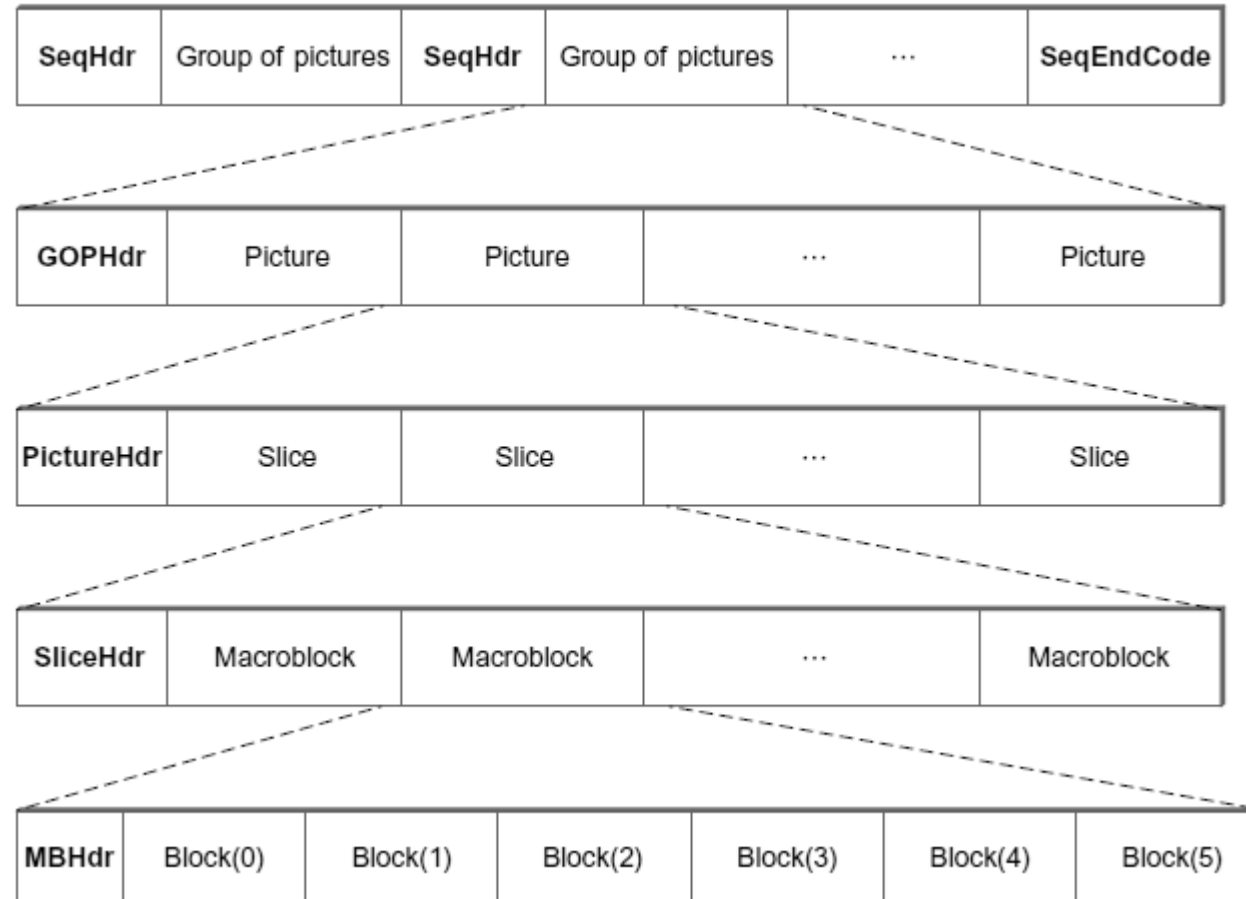 SeqHdr Group of pictures SeqHdr Group of pictures ... SeqEndCode
GOPHdr Picture Picture ... Picture
PictureHdr Slice Slice ... Slice
SliceHdr Macroblock Macroblock ... Macroblock
MBHdr Block(0) Block(1) Block(2) Block(3) Block(4) Block(5)